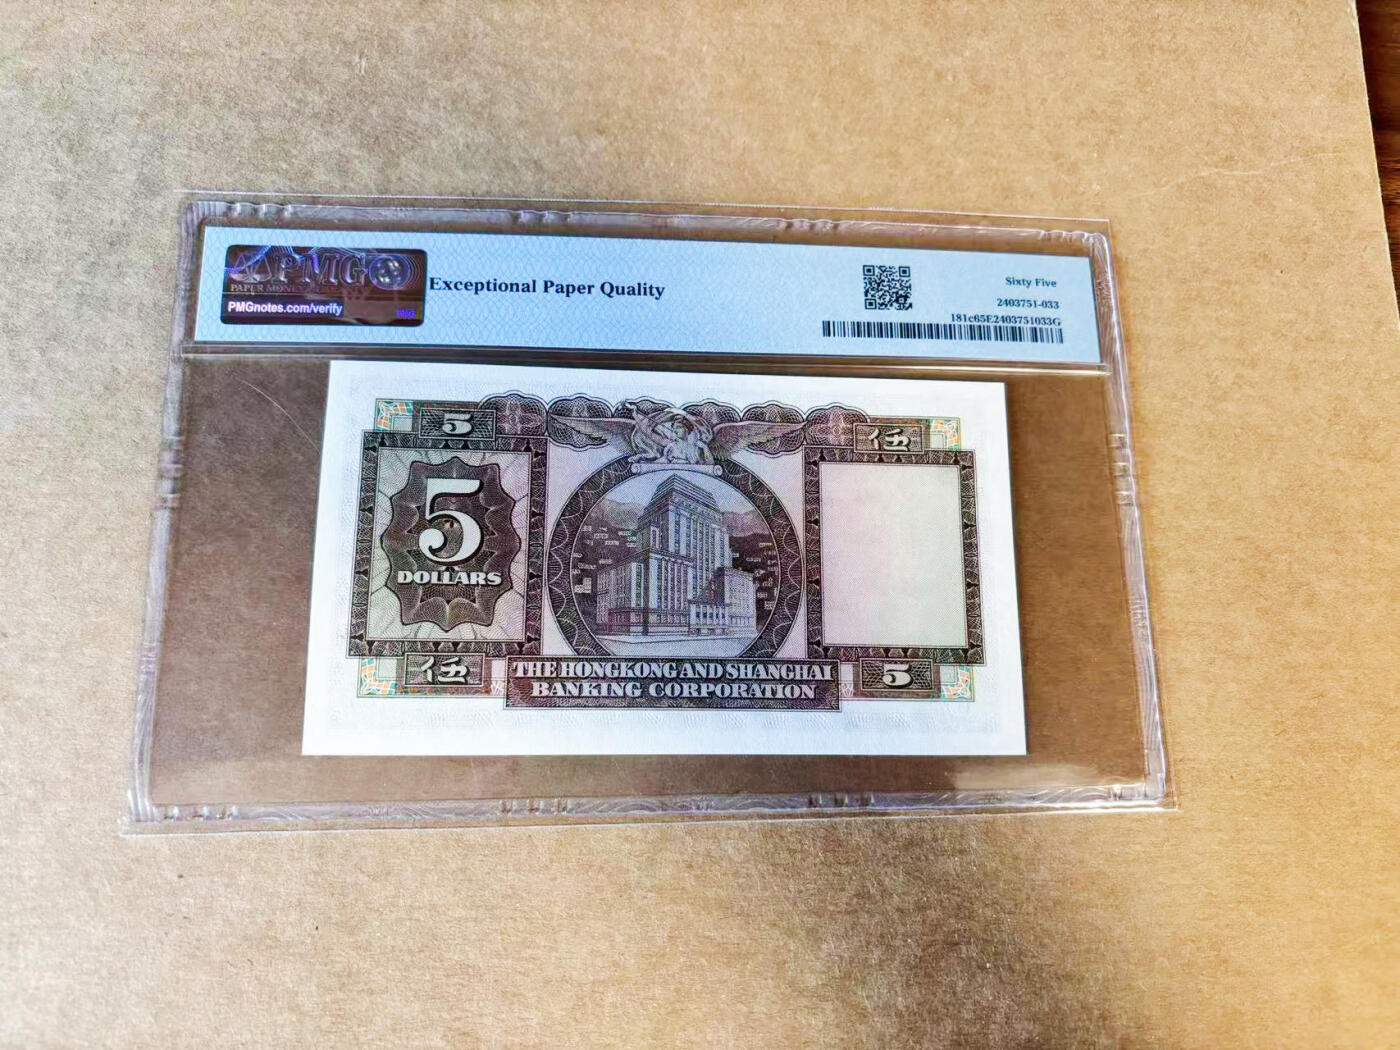 PMG
PAPER MONEY
PMGnotes.com/verify
Exceptional Paper Quality
Sixty Five
2403751-033
181c65E2403751033G
5
伍
5
DOLLARS
伍
THE HONGKONG AND SHANGHAI
BANKING CORPORATION
5